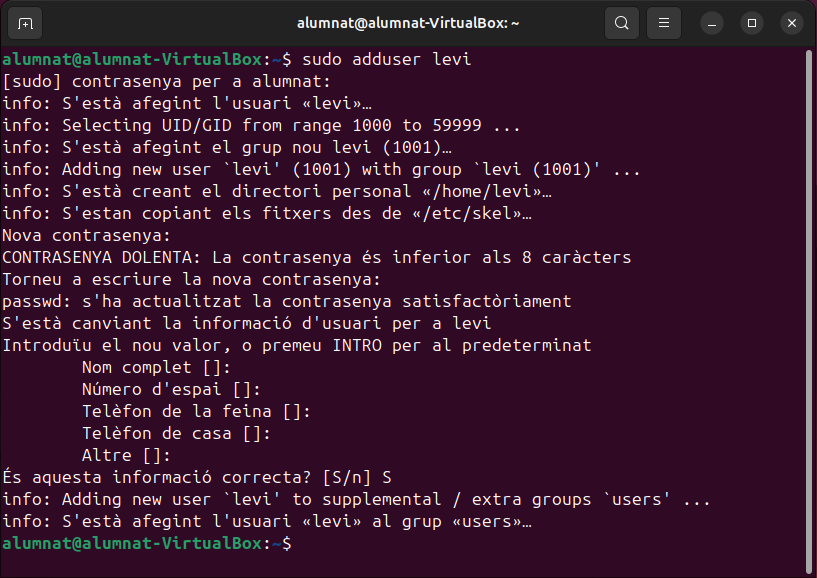 alumnat@alumnat-VirtualBox: ~
alumnat@alumnat-VirtualBox:~$ sudo adduser levi
[sudo] contrasenya per a alumnat:
info: S'està afegint l'usuari «levi»…
info: Selecting UID/GID from range 1000 to 59999 ...
info: S'està afegint el grup nou levi (1001)…
info: Adding new user `levi' (1001) with group `levi (1001)' ...
info: S'està creant el directori personal «/home/levi»…
info: S'estan copiant els fitxers des de «/etc/skel»…
Nova contrasenya:
CONTRASENYA DOLENTA: La contrasenya és inferior als 8 caràcters
Torneu a escriure la nova contrasenya:
passwd: s'ha actualitzat la contrasenya satisfactòriament
S'està canviant la informació d'usuari per a levi
Introduïu el nou valor, o premeu INTRO per al predeterminat
        Nom complet []:
        Número d'espai []:
        Telèfon de la feina []:
        Telèfon de casa []:
        Altre []:
És aquesta informació correcta? [S/n] S
info: Adding new user `levi' to supplemental / extra groups `users' ...
info: S'està afegint l'usuari «levi» al grup «users»…
alumnat@alumnat-VirtualBox:~$